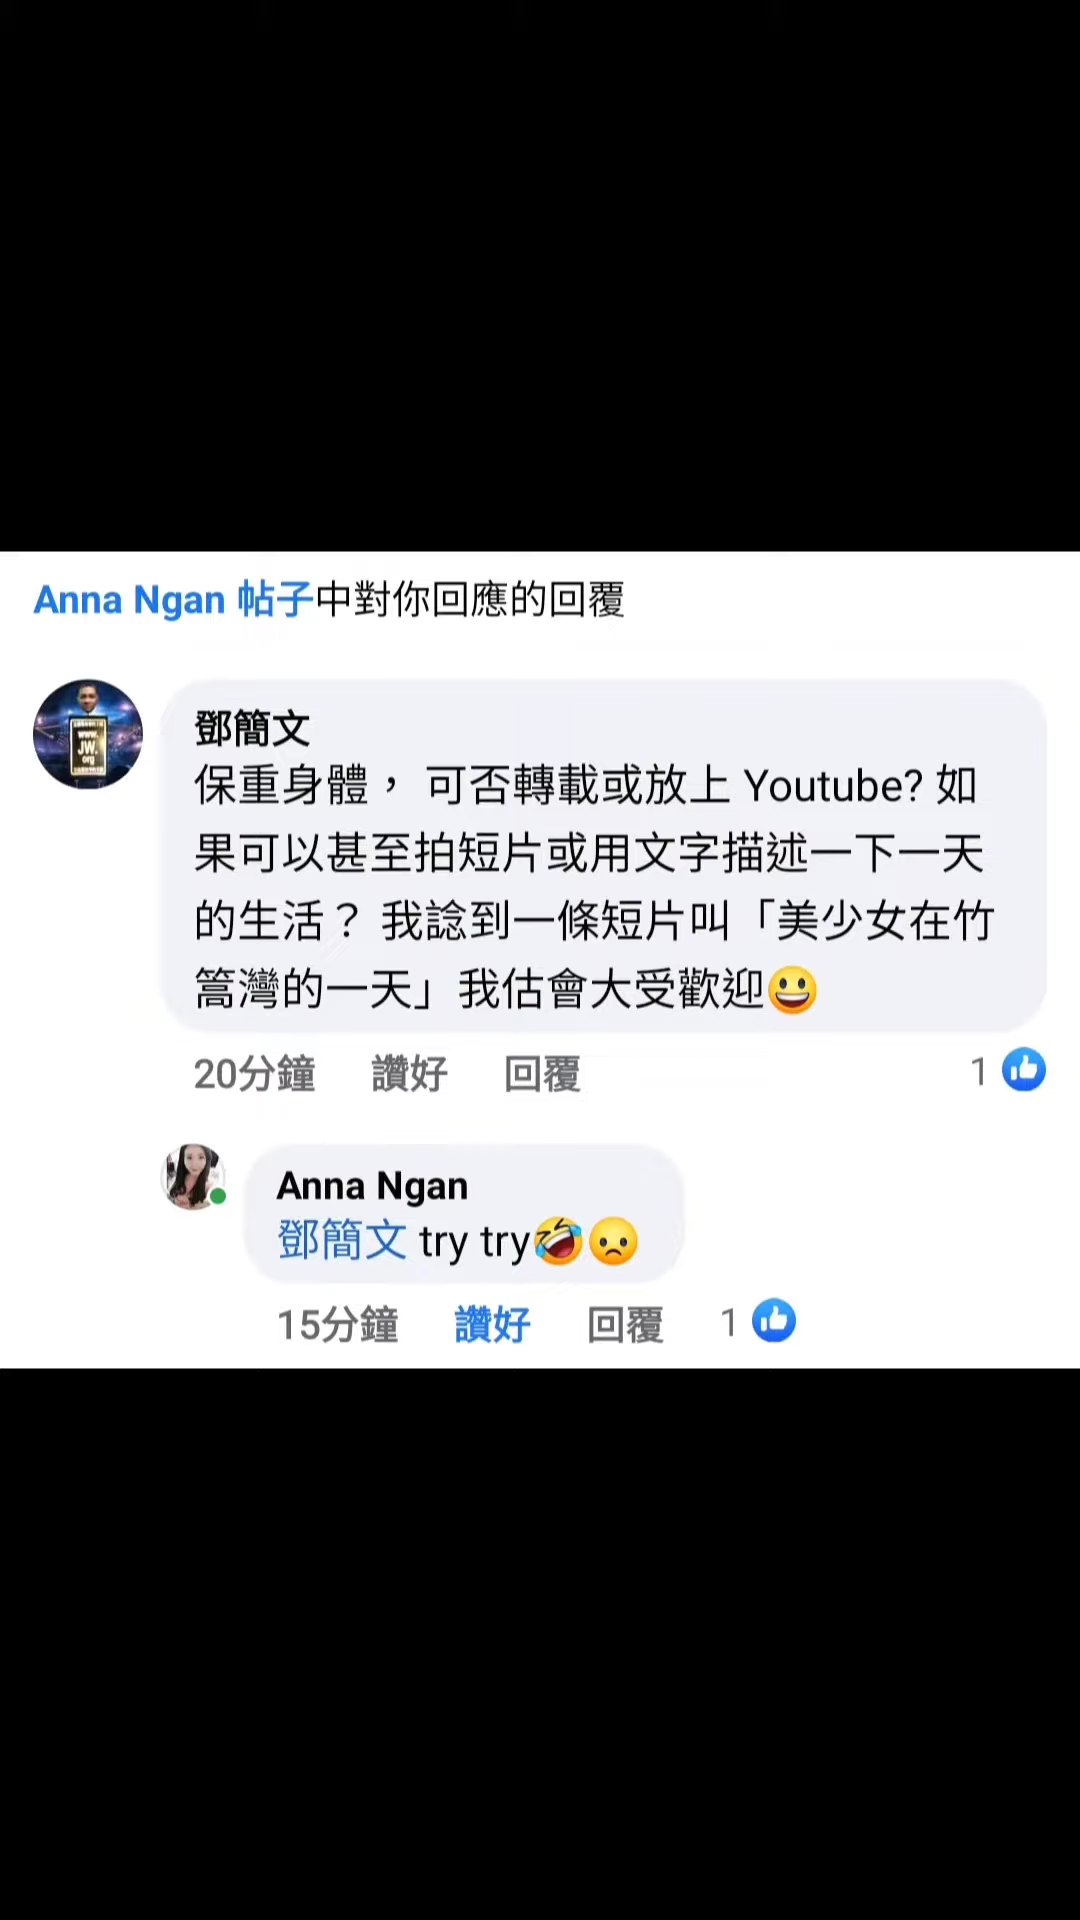 Anna Ngan 帖子中對你回應的回覆
www.
JW.
org
鄧簡文
保重身體， 可否轉載或放上 Youtube? 如
果可以甚至拍短片或用文字描述一下一天
的生活？ 我諗到一條短片叫「美少女在竹
篙灣的一天」我估會大受歡迎😀
20分鐘 讚好 回覆 1
Anna Ngan
鄧簡文 try try🤣🙁
15分鐘 讚好 回覆 1